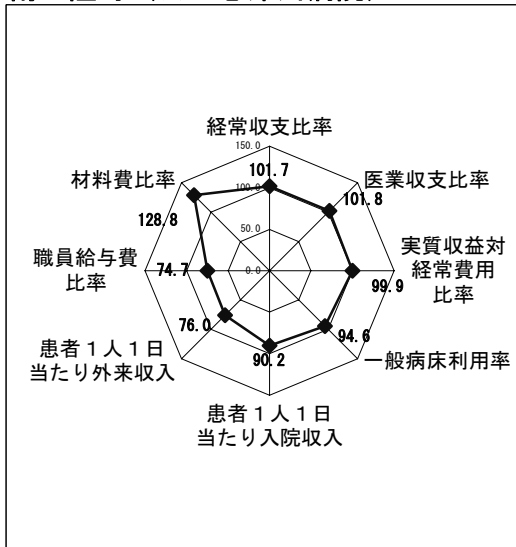 経常収支比率
150.0
101.7
100.0
50.0
0.0
医業収支比率
101.8
実質収益対
経常費用
比率
99.9
一般病床利用率
94.6
患者１人１日
当たり入院収入
90.2
患者１人１日
当たり外来収入
76.0
職員給与費
比率
74.7
材料費比率
128.8